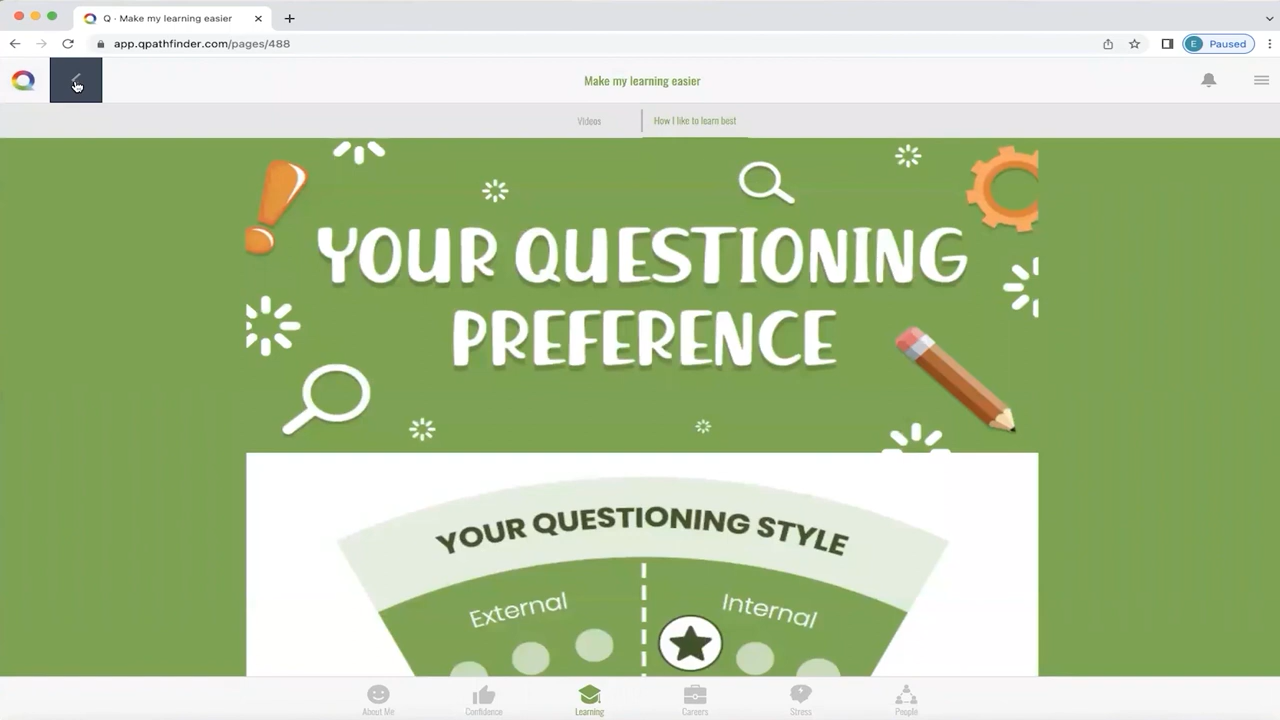 Q - Make my learning easier
app.qpathfinder.com/pages/488
E Paused
Make my learning easier
Videos
How I like to learn best
YOUR QUESTIONING
PREFERENCE
YOUR QUESTIONING STYLE
External
Internal
About Me
Confidence
Learning
Careers
Stress
People